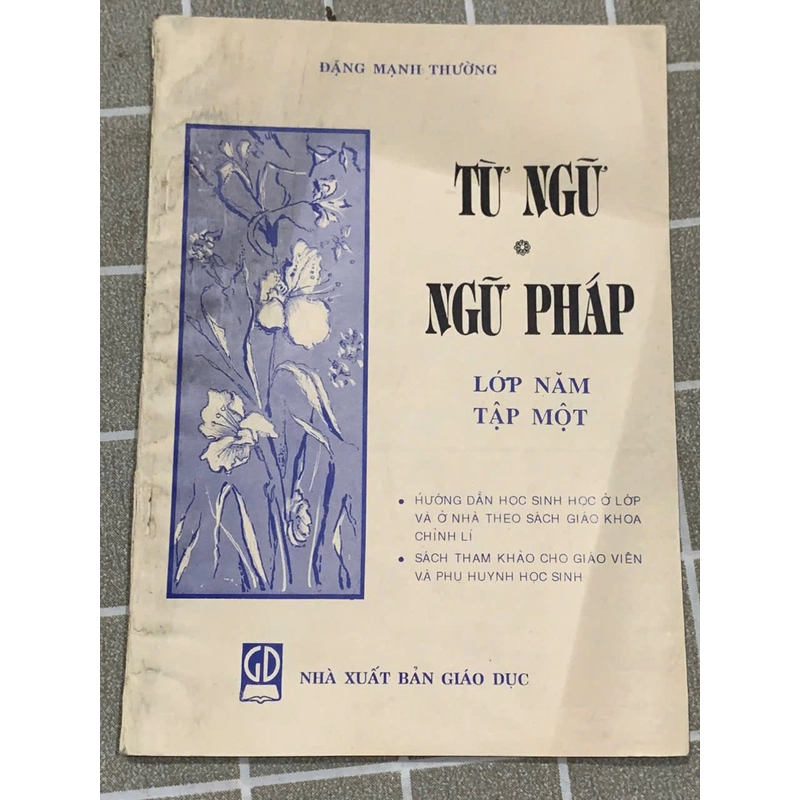 ĐẶNG MẠNH THƯỜNG
TỪ NGỮ
NGỮ PHÁP
LỚP NĂM
TẬP MỘT
• HƯỚNG DẪN HỌC SINH HỌC Ở LỚP
VÀ Ở NHÀ THEO SÁCH GIÁO KHOA
CHỈNH LÍ
• SÁCH THAM KHẢO CHO GIÁO VIÊN
VÀ PHỤ HUYNH HỌC SINH
GD
NHÀ XUẤT BẢN GIÁO DỤC